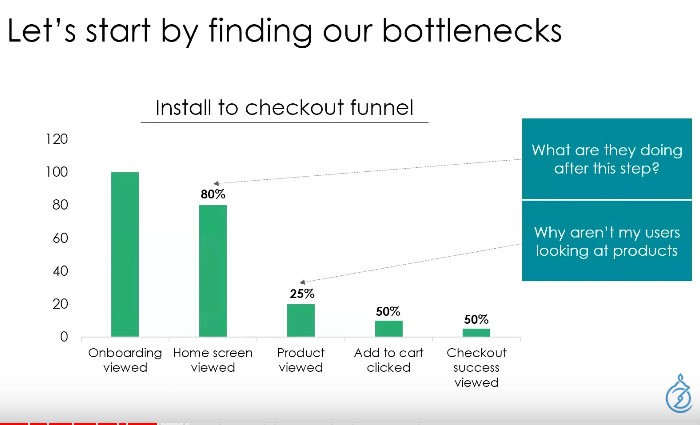 Let's start by finding our bottlenecks
Install to checkout funnel
What are they doing
after this step?
Why aren't my users
looking at products
120
100
80
60
40
20
0
80%
25%
50%
50%
Onboarding
viewed
Home screen
viewed
Product
viewed
Add to cart
clicked
Checkout
success
viewed